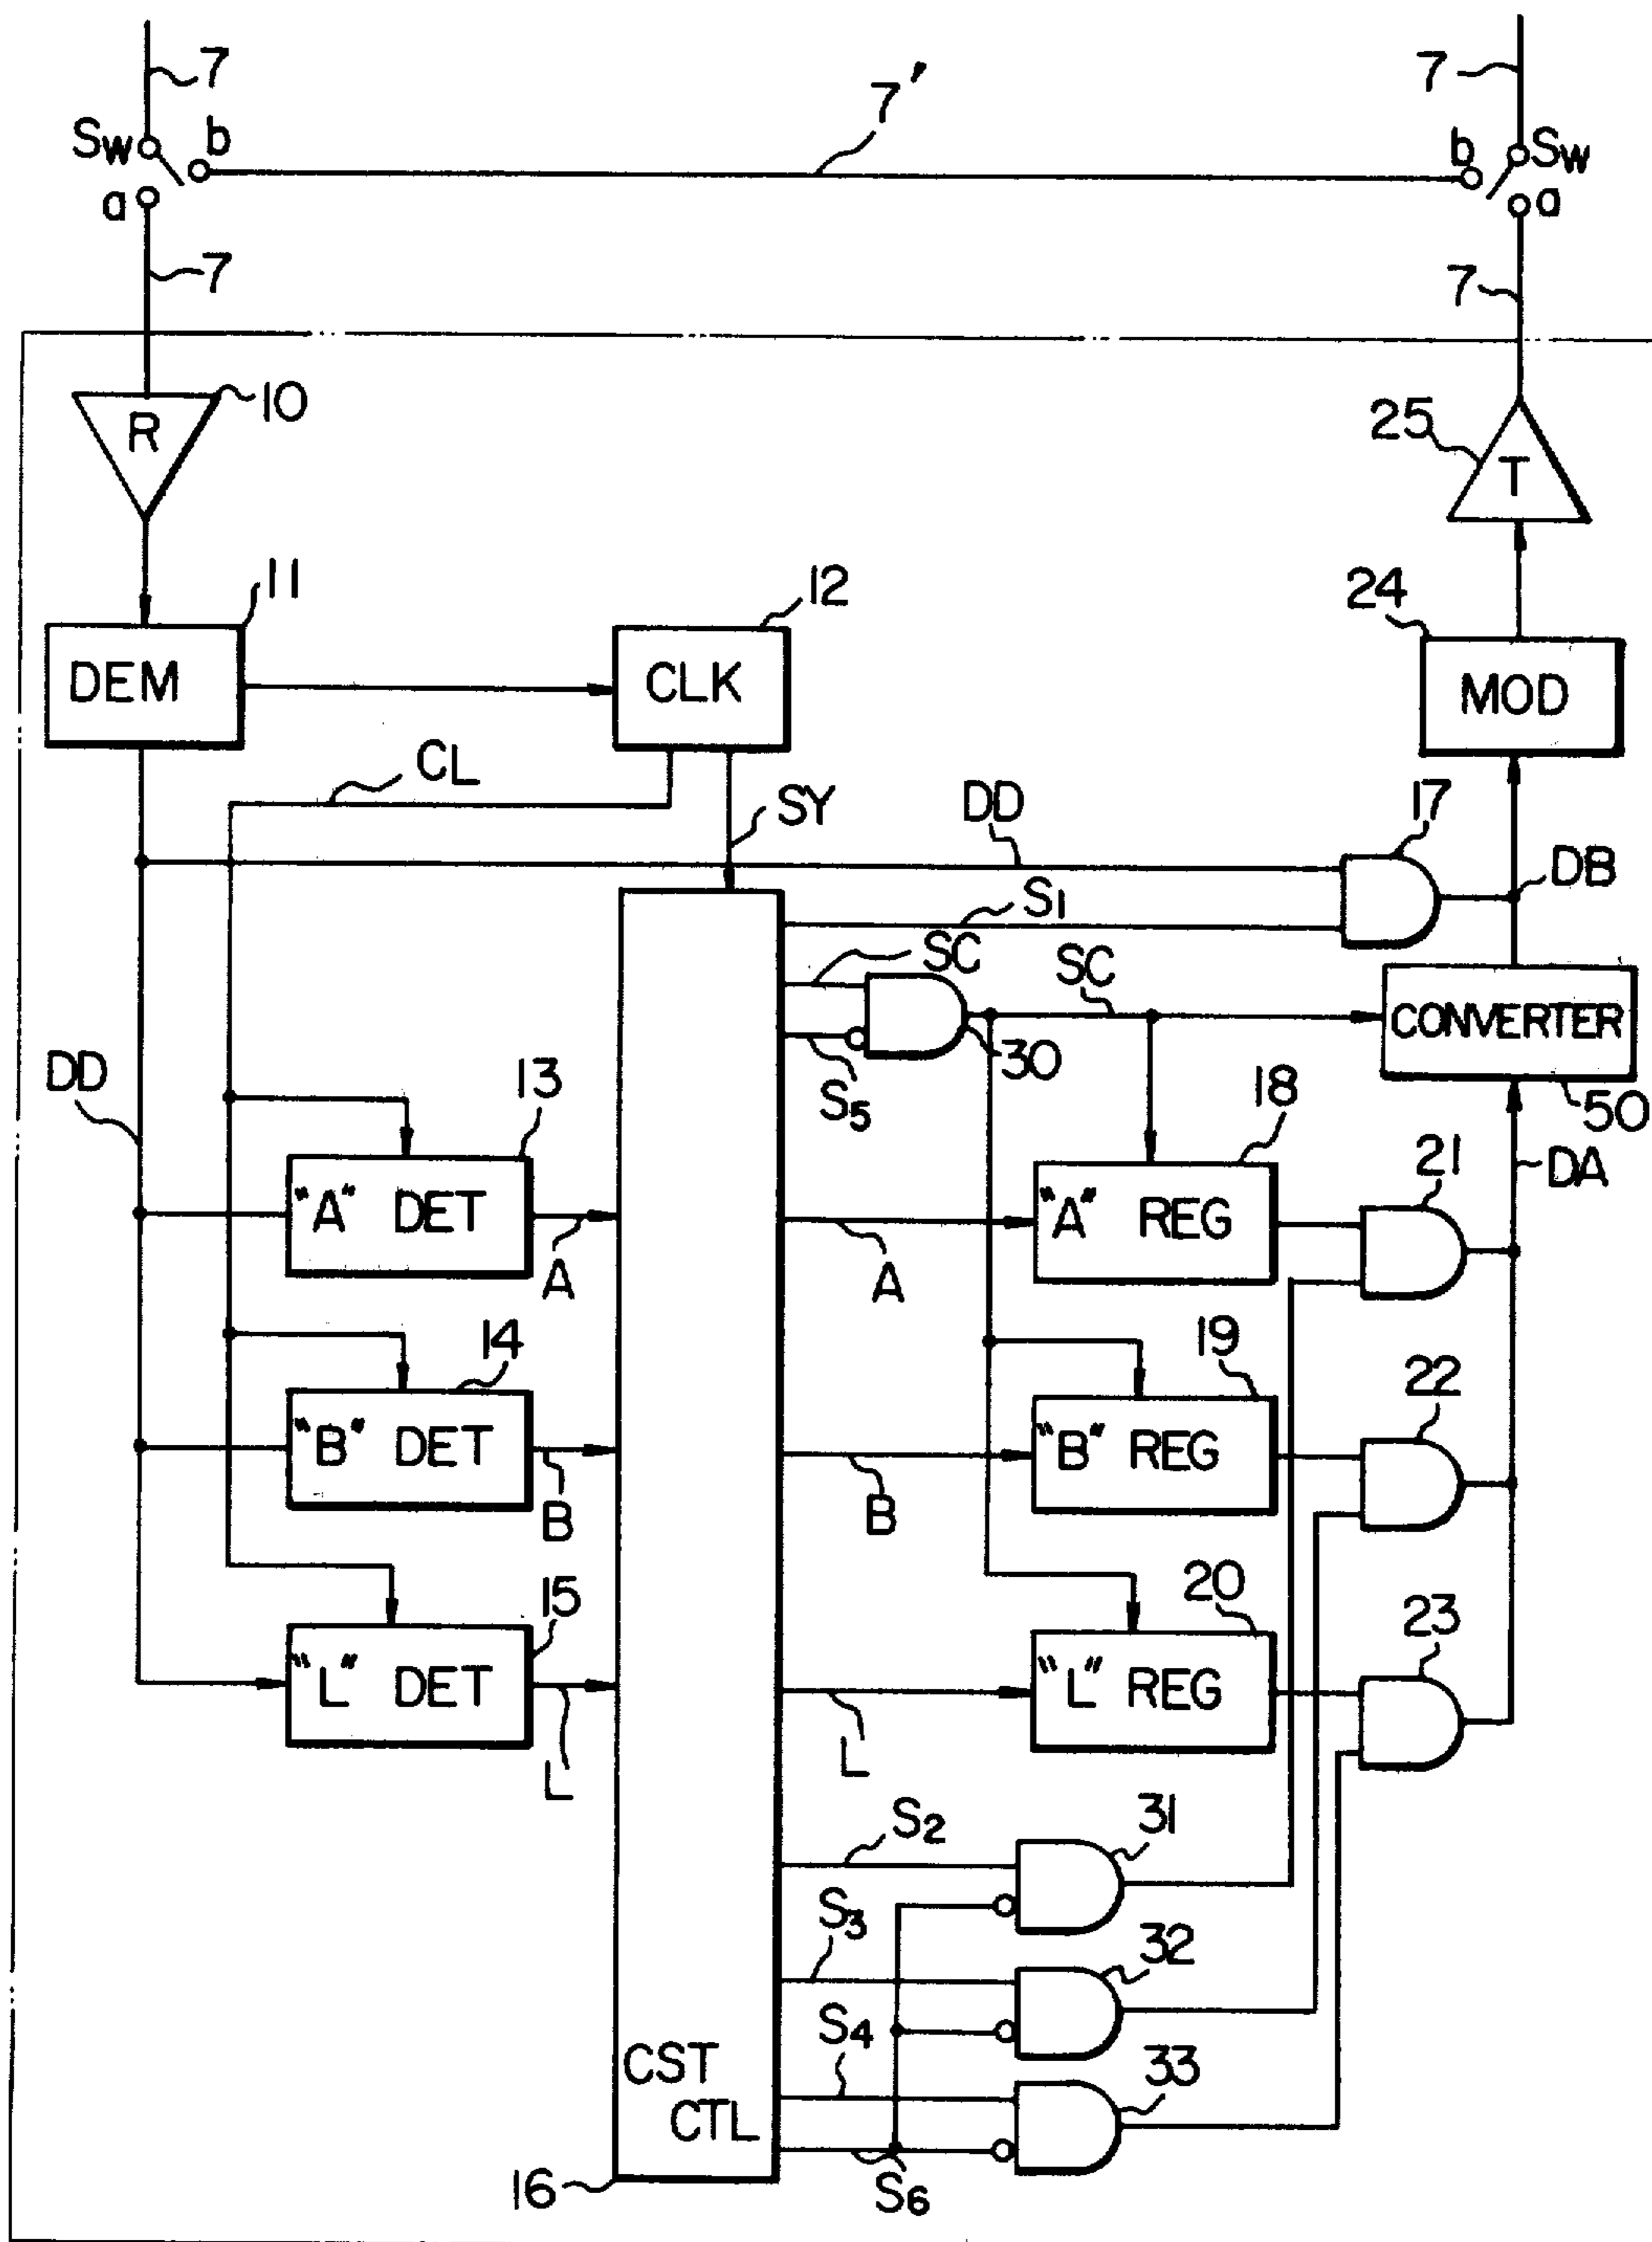 7
7'
7
Sw
b
b
Sw
a
a
7
7
R
10
25
T
11
12
24
DEM
CLK
MOD
CL
SY
DD
17
DB
S1
SC
SC
CONVERTER
30
S5
50
DD
13
18
21
DA
"A" DET
"A" REG
A
A
14
19
22
"B" DET
"B" REG
B
B
15
20
23
"L" DET
"L" REG
L
L
S2
31
S3
32
S4
33
CST
CTL
16
S6